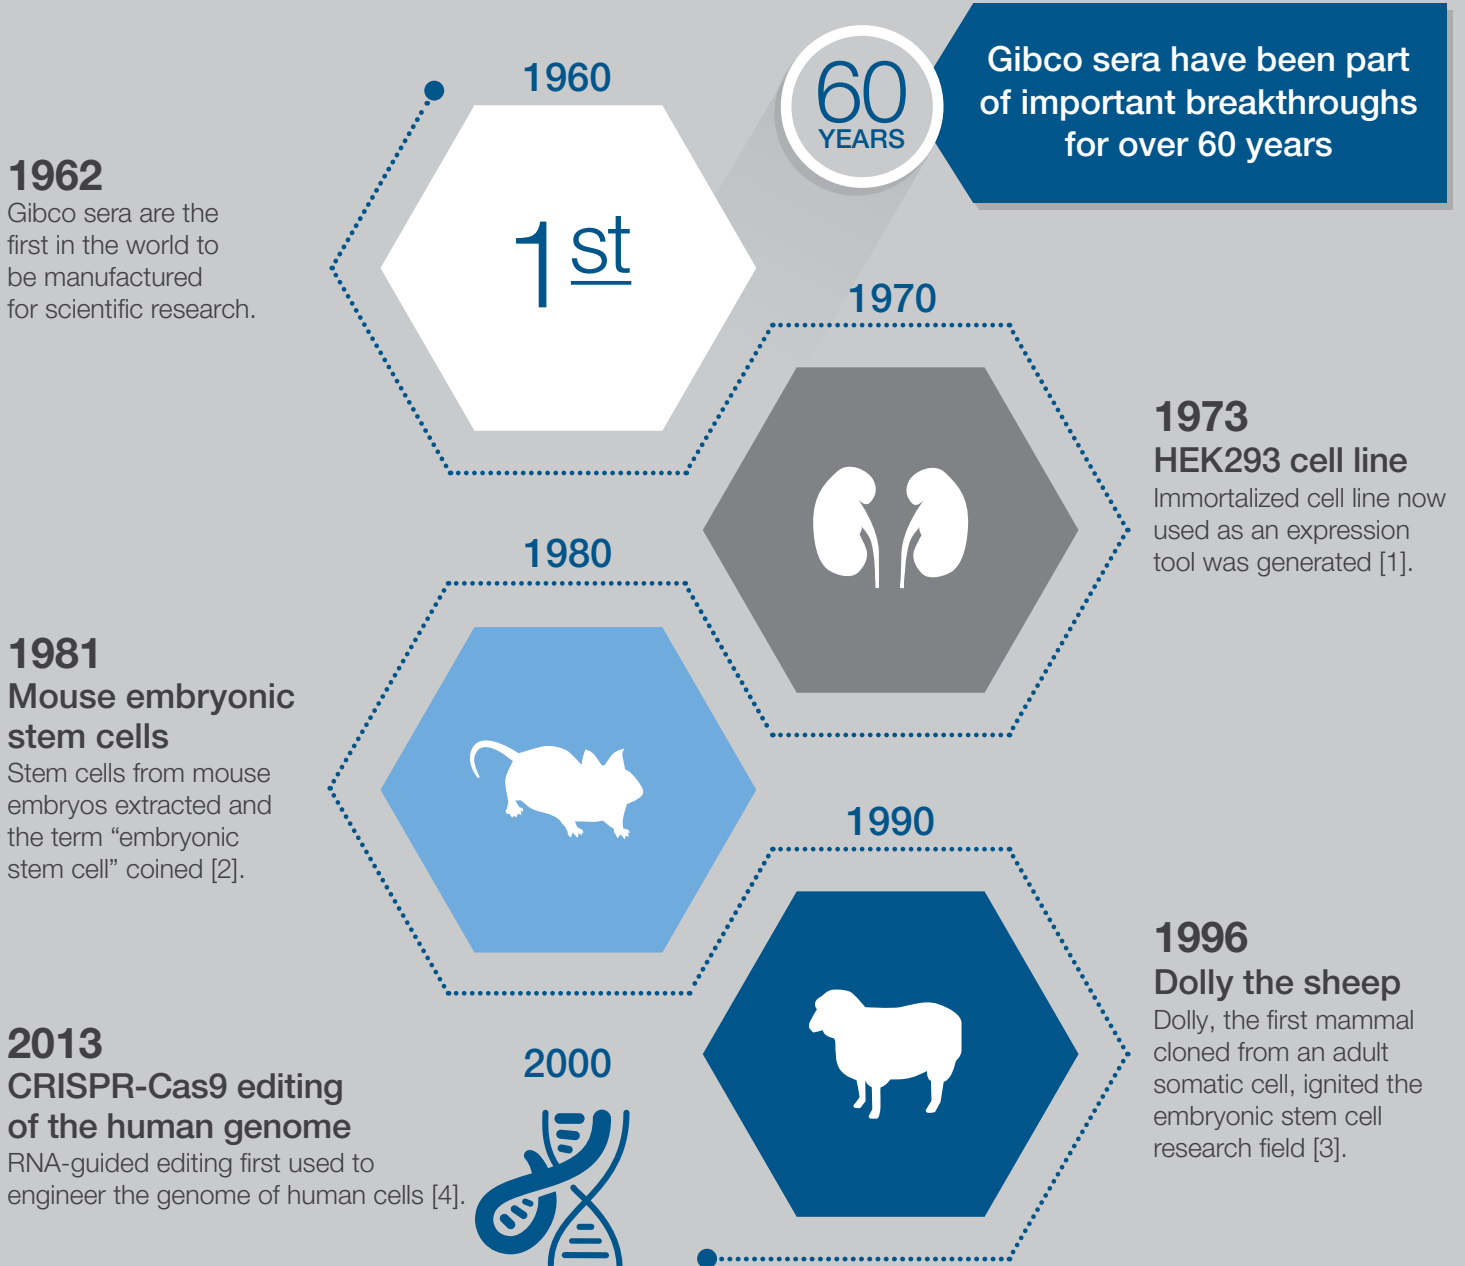 1960
60
YEARS
Gibco sera have been part
of important breakthroughs
for over 60 years
1962
Gibco sera are the
first in the world to
be manufactured
for scientific research.
1st
1970
1973
HEK293 cell line
Immortalized cell line now
used as an expression
tool was generated [1].
1980
1981
Mouse embryonic
stem cells
Stem cells from mouse
embryos extracted and
the term “embryonic
stem cell” coined [2].
1990
1996
Dolly the sheep
Dolly, the first mammal
cloned from an adult
somatic cell, ignited the
embryonic stem cell
research field [3].
2000
2013
CRISPR-Cas9 editing
of the human genome
RNA-guided editing first used to
engineer the genome of human cells [4].